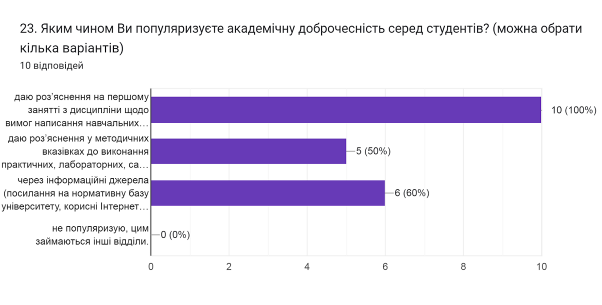 23. Яким чином Ви популяризуєте академічну доброчесність серед студентів? (можна обрати
кілька варіантів)
10 відповідей
даю роз'яснення на першому
занятті з дисципліни щодо
вимог написання навчальних…
10 (100%)
даю роз'яснення у методичних
вказівках до виконання
практичних, лабораторних, са…
5 (50%)
через інформаційні джерела
(посилання на нормативну базу
університету, корисні Інтернет…
6 (60%)
не популяризую, цим
займаються інші відділи.
0 (0%)
0 2 4 6 8 10